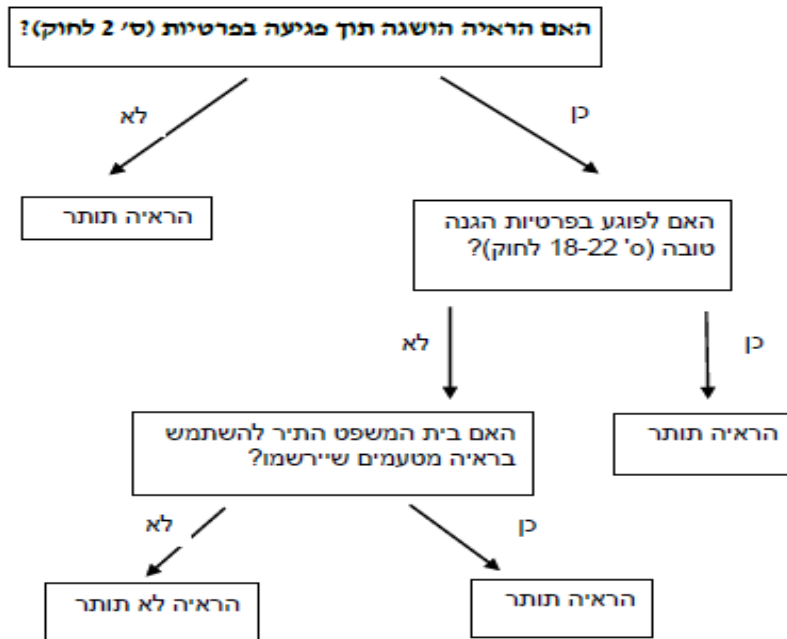 האם הראיה הושגה תוך פגיעה בפרטיות (ס' 2 לחוק)?
כן
לא
הראיה תותר
האם לפוגע בפרטיות הגנה
טובה (ס' 18-22 לחוק)?
כן
לא
הראיה תותר
האם בית המשפט התיר להשתמש
בראיה מטעמים שיירשמו?
כן
לא
הראיה תותר
הראיה לא תותר